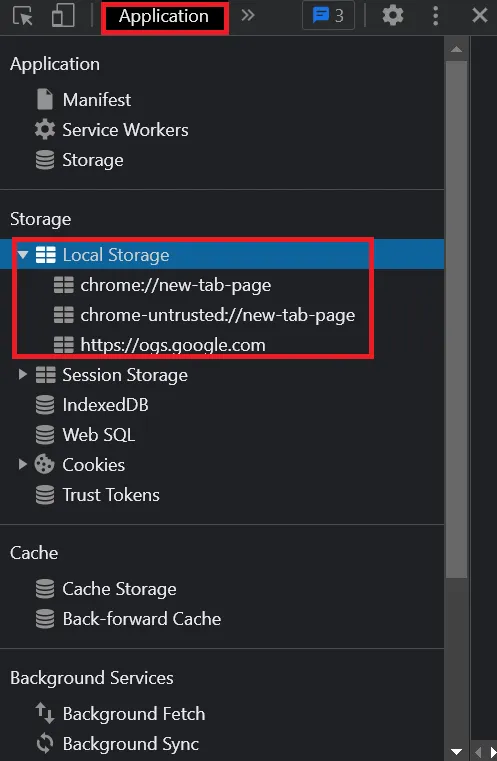 Application
3
Application
Manifest
Service Workers
Storage
Storage
Local Storage
chrome://new-tab-page
chrome-untrusted://new-tab-page
https://ogs.google.com
Session Storage
IndexedDB
Web SQL
Cookies
Trust Tokens
Cache
Cache Storage
Back-forward Cache
Background Services
Background Fetch
Background Sync